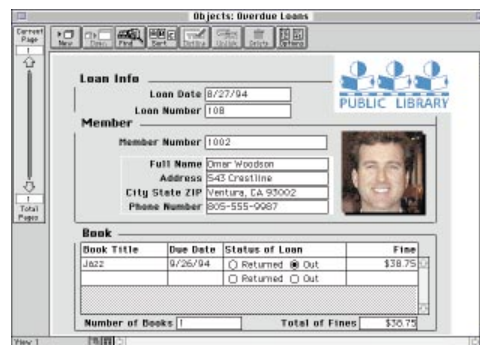 Objects: Overdue Loans
Current Page
1
New Find Sort Delete Options
Loan Info
Loan Date 8/27/94
Loan Number 108
PUBLIC LIBRARY
Member
Member Number 1002
Full Name Omar Woodson
Address 543 Crestline
City State ZIP Ventura, CA 93002
Phone Number 805-555-9987
1
Total Pages
Book
Book Title Due Date Status of Loan Fine
Jazz 9/26/94 Returned Out $38.75
Returned Out
Number of Books 1 Total of Fines $38.75
View 1